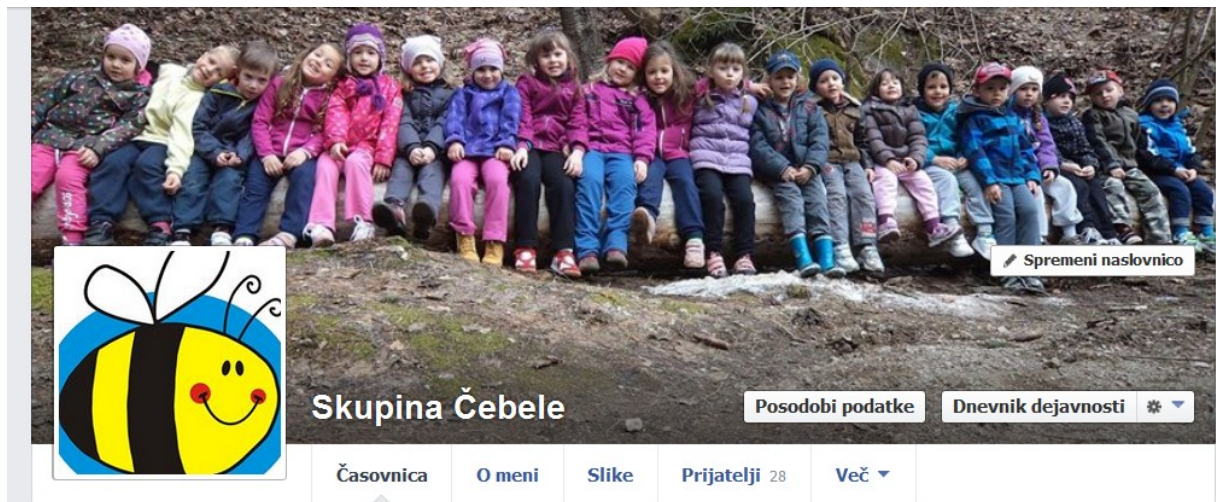 Spremeni naslovnico
Skupina Čebele
Posodobi podatke
Dnevnik dejavnosti
Časovnica
O meni
Slike
Prijatelji 28
Več